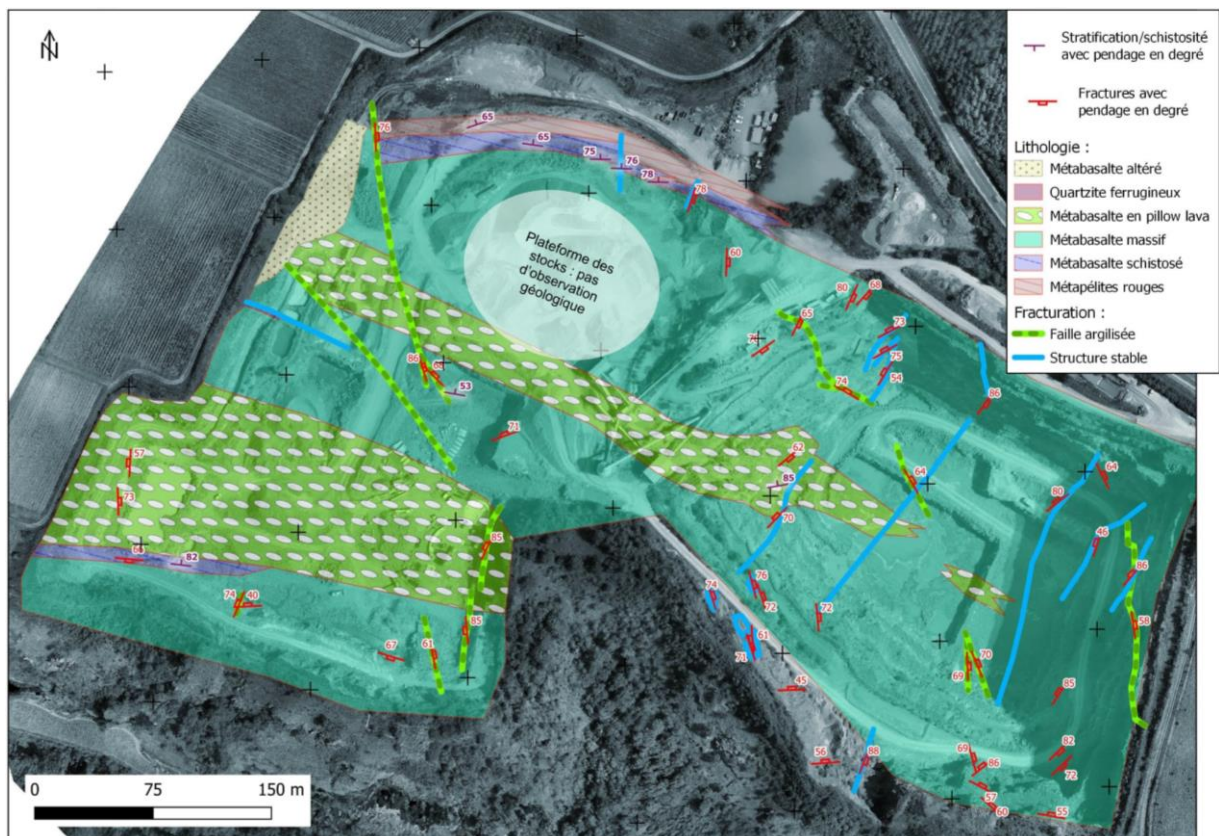 N
Stratification/schistosité
avec pendage en degré
Fractures avec
pendage en degré
Lithologie :
Métabasalte altéré
Quartzite ferrugineux
Métabasalte en pillow lava
Métabasalte massif
Métabasalte schistosé
Métapélites rouges
Fracturation :
Faille argilisée
Structure stable
76
65
65
75
76
78
78
Plateforme des
stocks : pas
d'observation
géologique
60
80
68
65
73
75
54
74
86
86
53
71
62
85
70
64
64
80
46
86
58
57
73
82
85
74
40
85
67
61
74
76
72
61
71
72
45
56
88
70
69
85
82
72
69
86
57
60
55
0
75
150 m